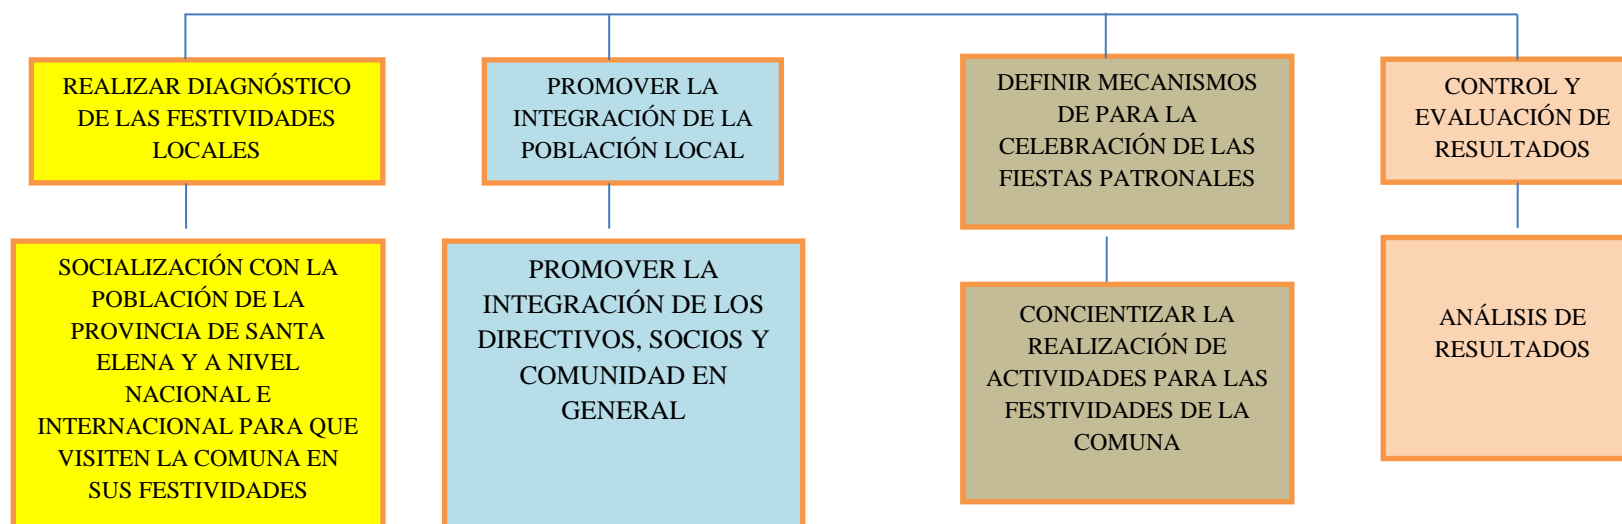 REALIZAR DIAGNÓSTICO
DE LAS FESTIVIDADES
LOCALES
PROMOVER LA
INTEGRACIÓN DE LA
POBLACIÓN LOCAL
DEFINIR MECANISMOS
DE PARA LA
CELEBRACIÓN DE LAS
FIESTAS PATRONALES
CONTROL Y
EVALUACIÓN DE
RESULTADOS
SOCIALIZACIÓN CON LA
POBLACIÓN DE LA
PROVINCIA DE SANTA
ELENA Y A NIVEL
NACIONAL E
INTERNACIONAL PARA QUE
VISITEN LA COMUNA EN
SUS FESTIVIDADES
PROMOVER LA
INTEGRACIÓN DE LOS
DIRECTIVOS, SOCIOS Y
COMUNIDAD EN
GENERAL
CONCIENTIZAR LA
REALIZACIÓN DE
ACTIVIDADES PARA LAS
FESTIVIDADES DE LA
COMUNA
ANÁLISIS DE
RESULTADOS